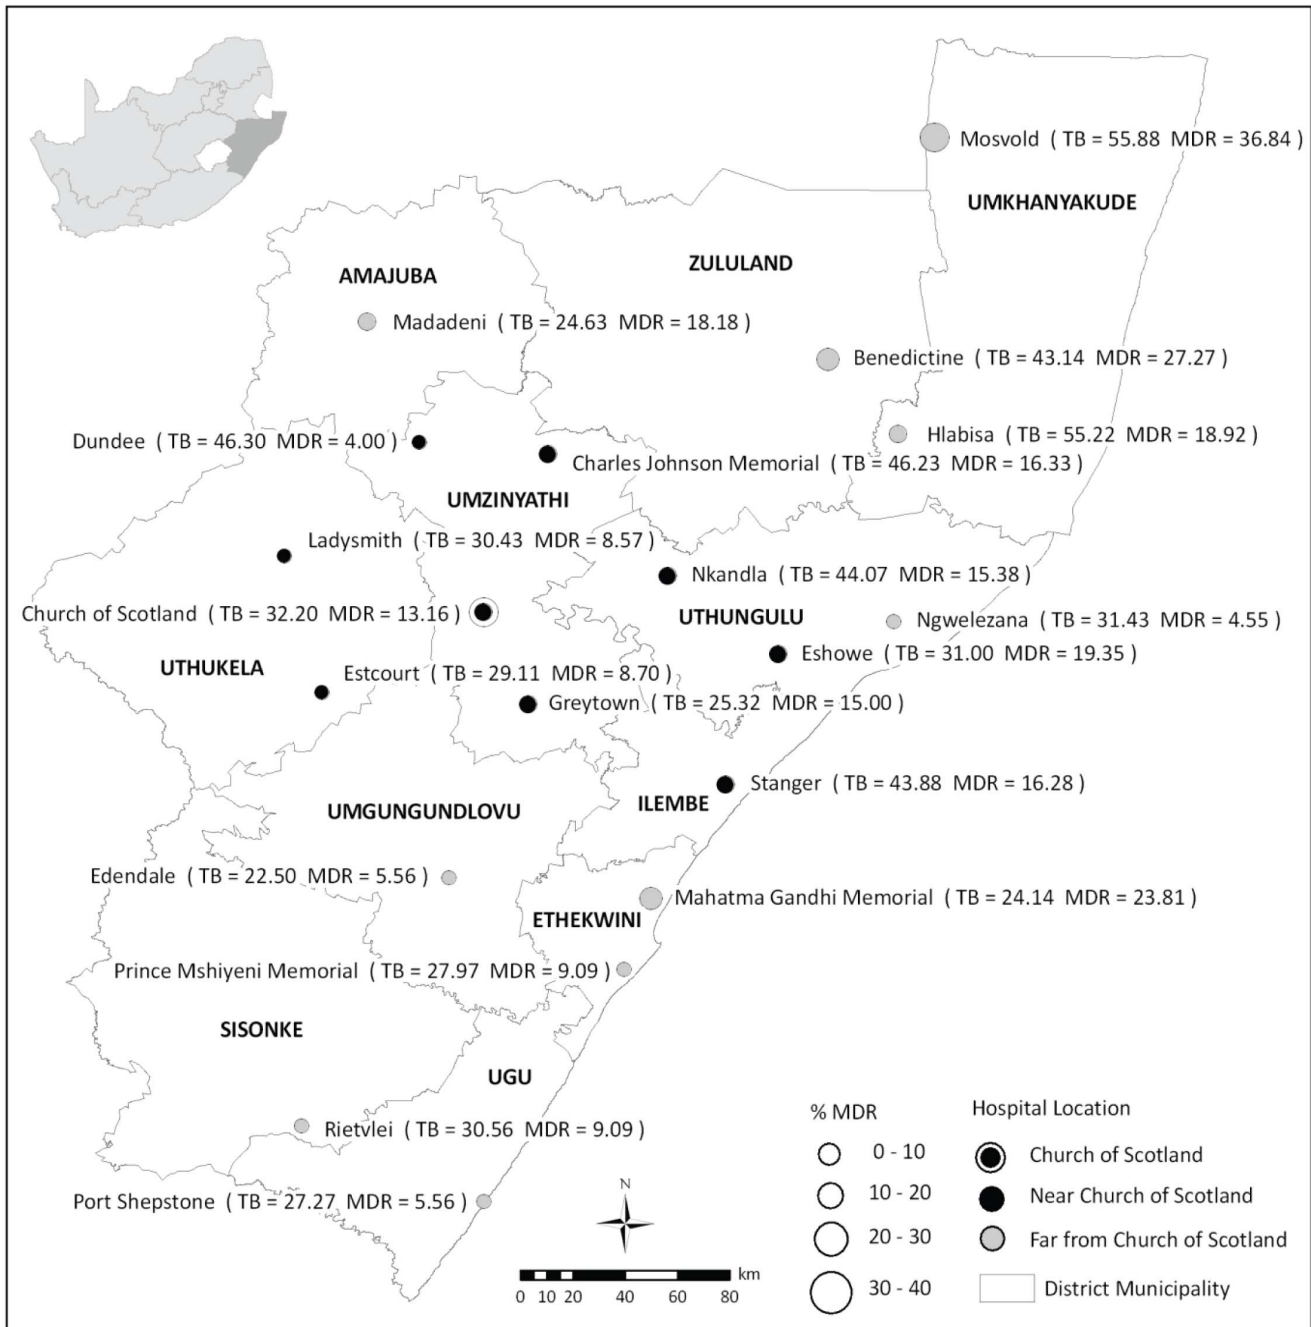 Mosvold ( TB = 55.88 MDR = 36.84 )
UMKHANYAKUDE
ZULULAND
AMAJUBA
Madadeni ( TB = 24.63 MDR = 18.18 )
Benedictine ( TB = 43.14 MDR = 27.27 )
Dundee ( TB = 46.30 MDR = 4.00 )
Hlabisa ( TB = 55.22 MDR = 18.92 )
Charles Johnson Memorial ( TB = 46.23 MDR = 16.33 )
UMZINYATHI
Ladysmith ( TB = 30.43 MDR = 8.57 )
Nkandla ( TB = 44.07 MDR = 15.38 )
Church of Scotland ( TB = 32.20 MDR = 13.16 )
UTHUNGULU
Ngwelezana ( TB = 31.43 MDR = 4.55 )
Eshowe ( TB = 31.00 MDR = 19.35 )
UTHUKELA
Estcourt ( TB = 29.11 MDR = 8.70 )
Greytown ( TB = 25.32 MDR = 15.00 )
Stanger ( TB = 43.88 MDR = 16.28 )
ILEMBE
UMGUNGUNDLOVU
Edendale ( TB = 22.50 MDR = 5.56 )
Mahatma Gandhi Memorial ( TB = 24.14 MDR = 23.81 )
ETHEKWINI
Prince Mshiyeni Memorial ( TB = 27.97 MDR = 9.09 )
SISONKE
UGU
Rietvlei ( TB = 30.56 MDR = 9.09 )
Port Shepstone ( TB = 27.27 MDR = 5.56 )
N
km
0 10 20 40 60 80
% MDR
0 - 10
10 - 20
20 - 30
30 - 40
Hospital Location
Church of Scotland
Near Church of Scotland
Far from Church of Scotland
District Municipality